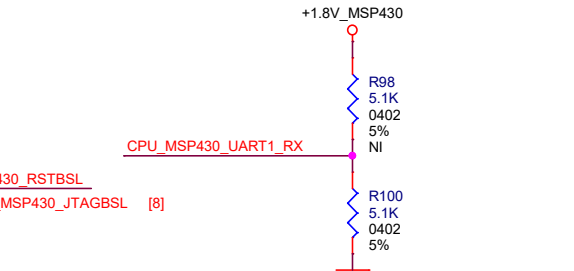 +1.8V_MSP430
R98
5.1K
0402
5%
NI
CPU_MSP430_UART1_RX
430_RSTBSL
MSP430_JTAGBSL [8]
R100
5.1K
0402
5%